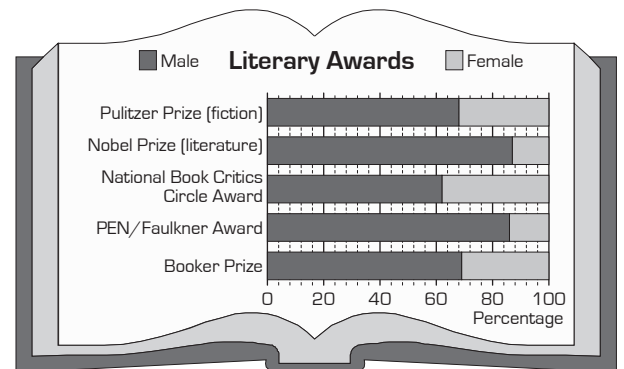 Male Literary Awards Female
Pulitzer Prize (fiction)
Nobel Prize (literature)
National Book Critics
Circle Award
PEN/Faulkner Award
Booker Prize
0 20 40 60 80 100
Percentage